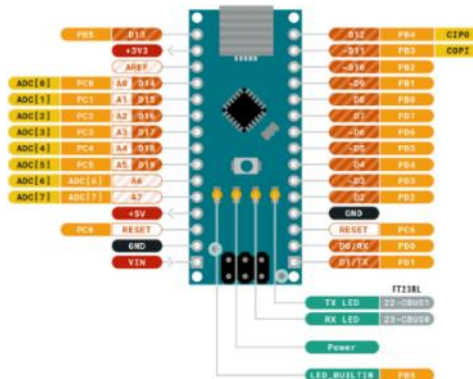 PB5 D13 D12 PB4 CIPO
+3V3 ~D11 PB3 COPI
AREF ~D10 PB2
ADC[0] PC0 A0 D14 ~D9 PB1
ADC[1] PC1 A1 D15 D8 PB0
ADC[2] PC2 A2 D16 D7 PD7
ADC[3] PC3 A3 D17 ~D6 PD6
ADC[4] PC4 A4 D18 ~D5 PD5
ADC[5] PC5 A5 D19 D4 PD4
ADC[6] ADC[6] A6 ~D3 PD3
ADC[7] ADC[7] A7 D2 PD2
+5V GND
PC6 RESET RESET PC6
GND D0/RX PD0
VIN D1/TX PD1
FT23RL
TX LED 22-CBUS1
RX LED 23-CBUS0
Power
LED_BUILTIN PB5